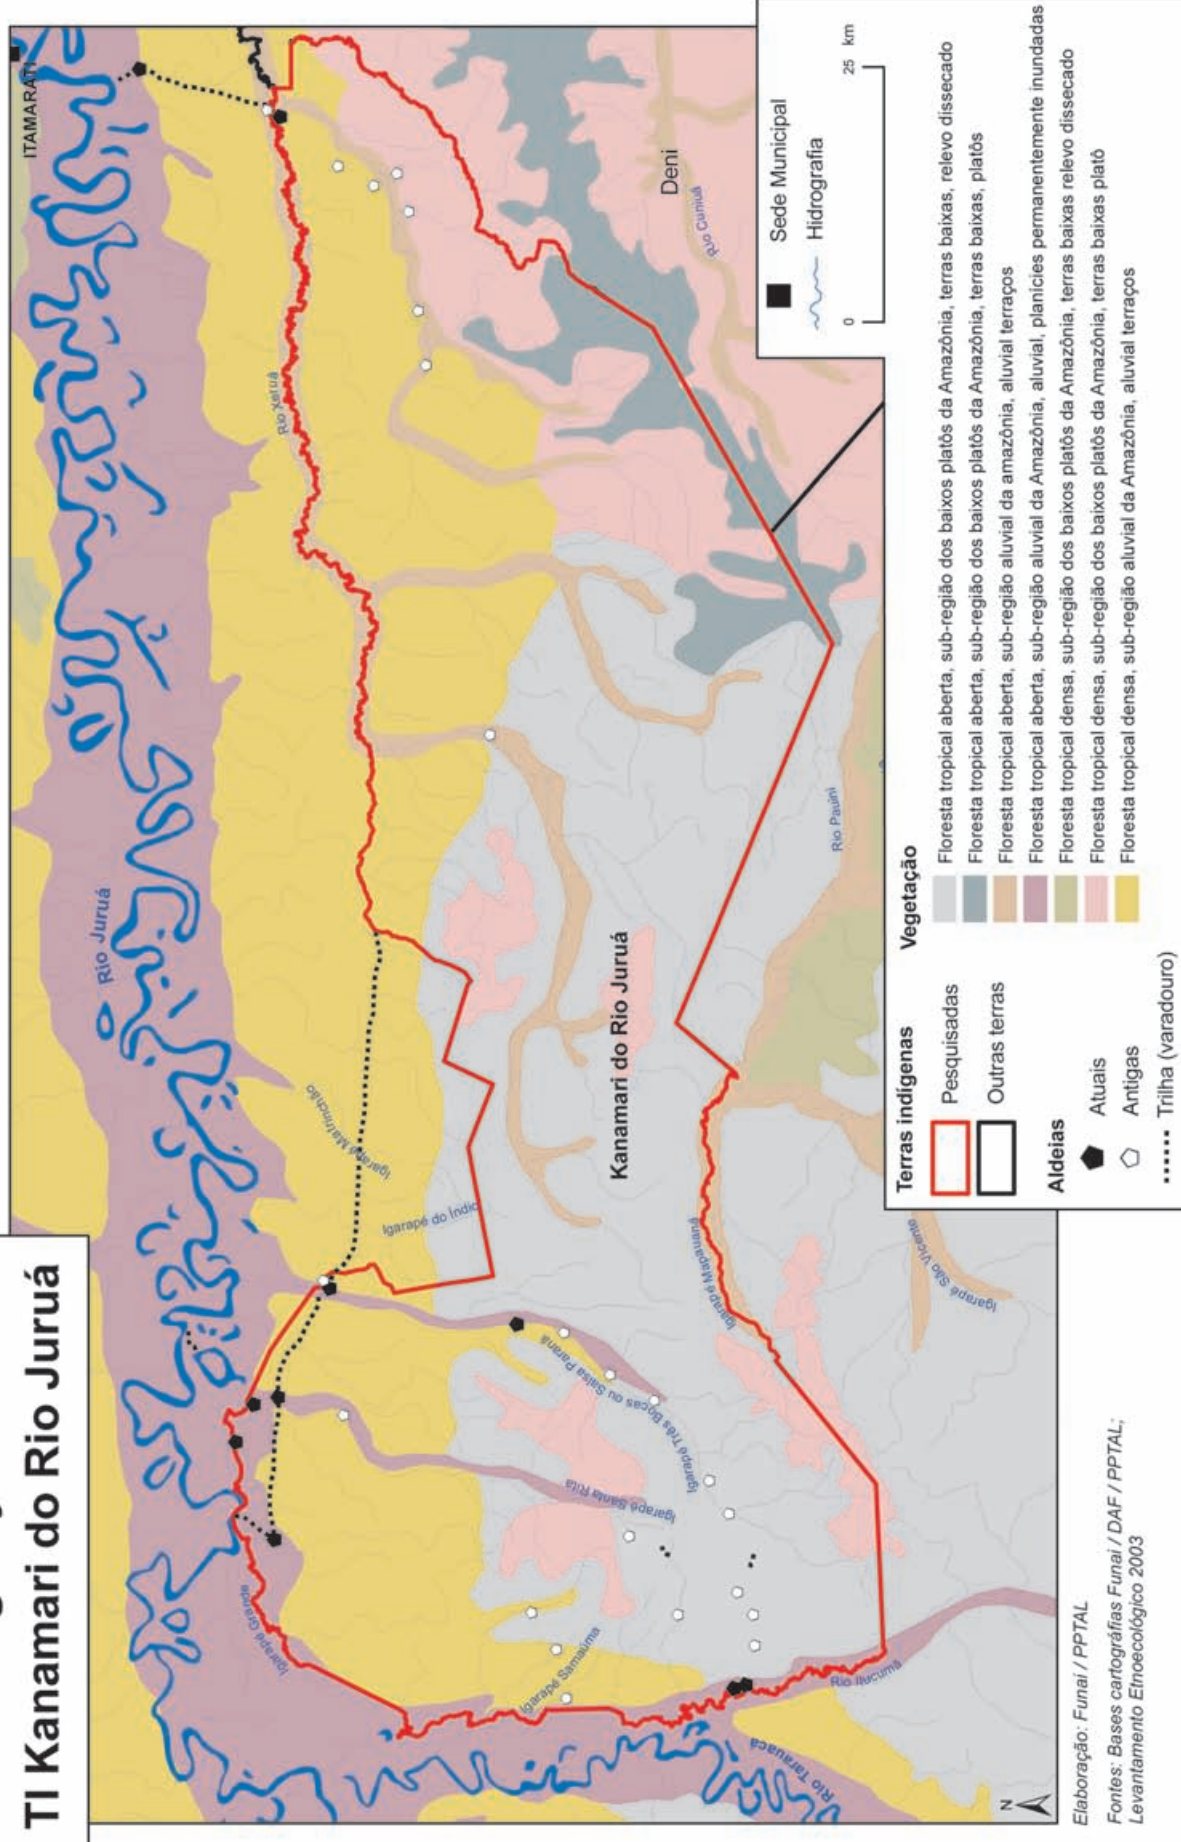 TI Kanamari do Rio Juruá
ITAMARATI
Rio Juruá
Rio Xeruá
Deni
Rio Cuniuá
Igarapé Matrinchão
Igarapé do Índio
Kanamari do Rio Juruá
Rio Pauini
Igarapé Mapauanã
Igarapé São Vicente
Igarapé Três Bocas ou Salsa Paraná
Igarapé Santa Rita
Igarapé Grande
Igarapé Samaúma
Rio Itucumã
Rio Tarauacá
N
Sede Municipal
Hidrografia
0 25 km
Terras indígenas
Pesquisadas
Outras terras
Aldeias
Atuais
Antigas
Trilha (varadouro)
Vegetação
Floresta tropical aberta, sub-região dos baixos platôs da Amazônia, terras baixas, relevo dissecado
Floresta tropical aberta, sub-região dos baixos platôs da Amazônia, terras baixas, platôs
Floresta tropical aberta, sub-região aluvial da amazônia, aluvial terraços
Floresta tropical aberta, sub-região aluvial da Amazônia, aluvial, planícies permanentemente inundadas
Floresta tropical densa, sub-região dos baixos platôs da Amazônia, terras baixas relevo dissecado
Floresta tropical densa, sub-região dos baixos platôs da Amazônia, terras baixas platô
Floresta tropical densa, sub-região aluvial da Amazônia, aluvial terraços
Elaboração: Funai / PPTAL
Fontes: Bases cartográfias Funai / DAF / PPTAL;
Levantamento Etnoecológico 2003